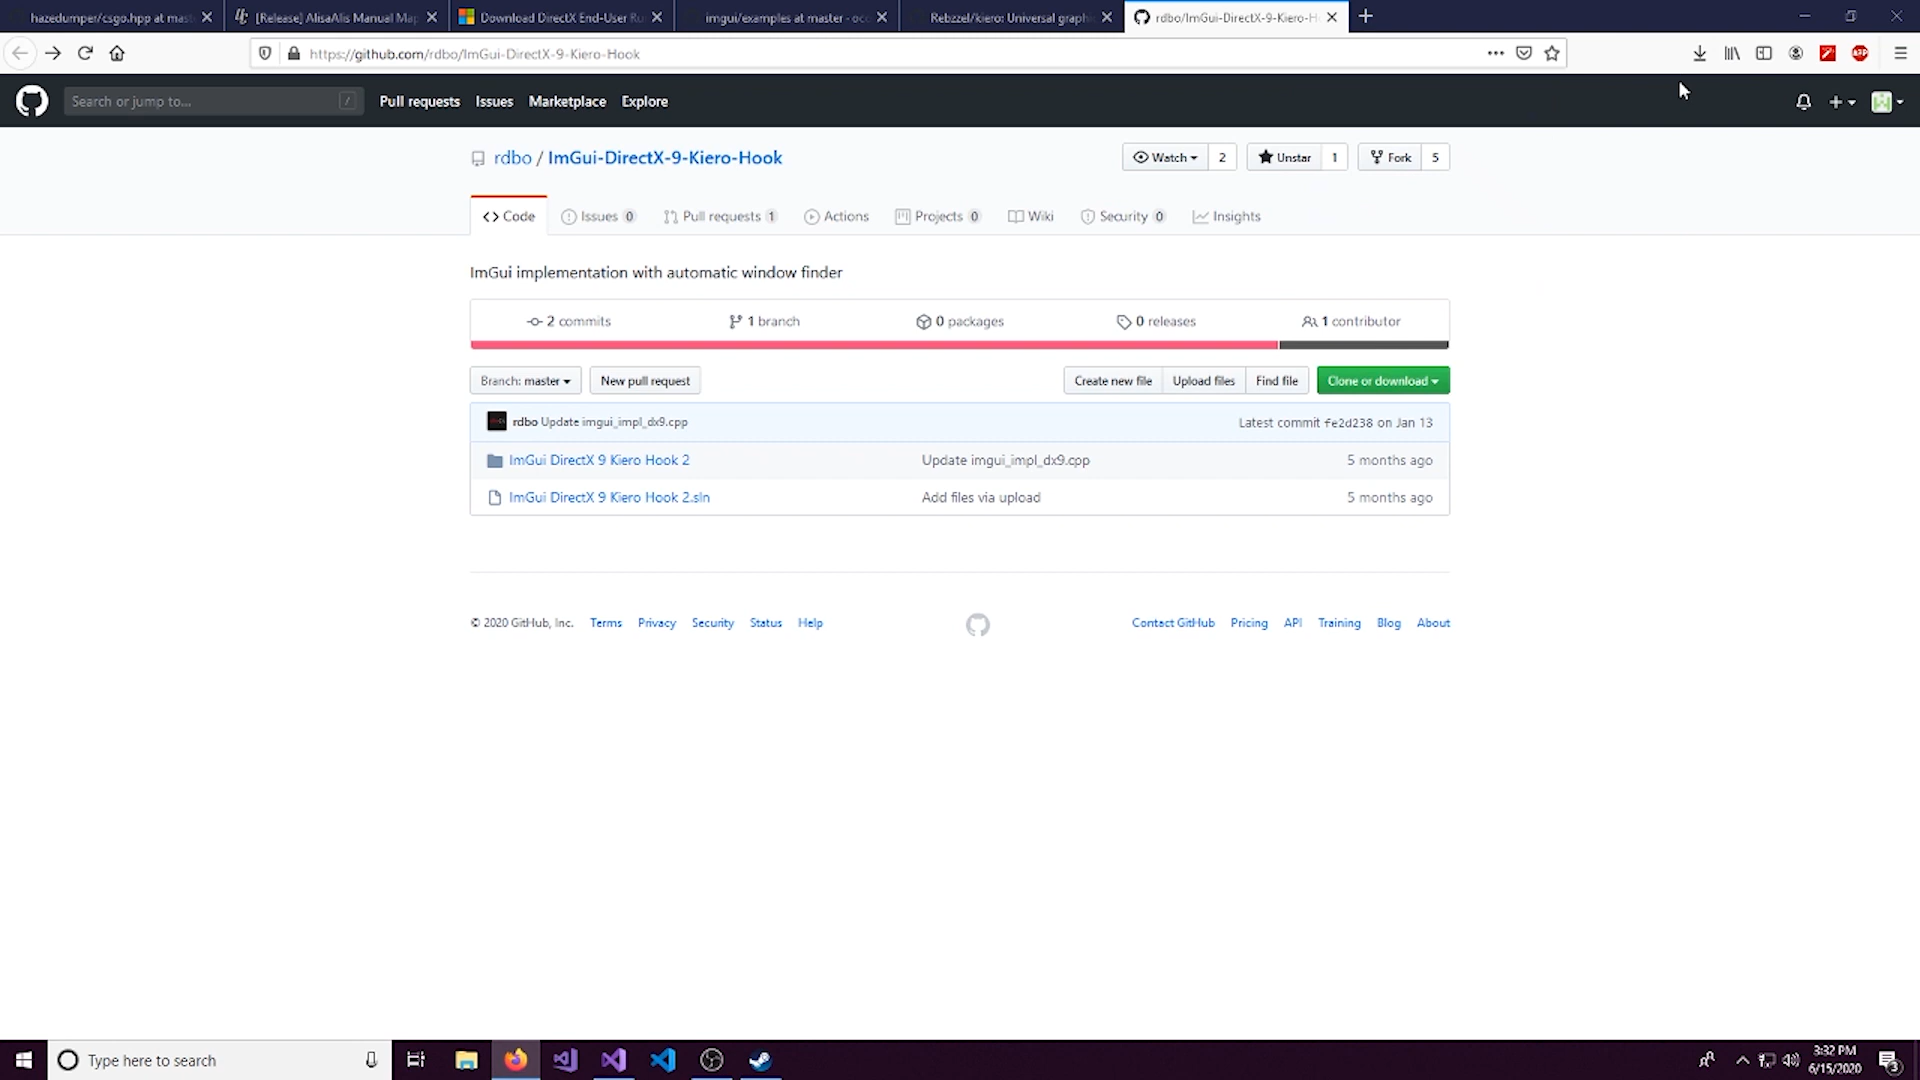 hazedumper/csgo.hpp at mast
[Release] AlisaAlis Manual Map
Download DirectX End-User Ru
imgui/examples at master · oco
Rebzzel/kiero: Universal graphi
rdbo/ImGui-DirectX-9-Kiero-H
https://github.com/rdbo/ImGui-DirectX-9-Kiero-Hook
ABP
Search or jump to...
/
Pull requests
Issues
Marketplace
Explore
rdbo / ImGui-DirectX-9-Kiero-Hook
Watch 2
Unstar 1
Fork 5
Code
Issues 0
Pull requests 1
Actions
Projects 0
Wiki
Security 0
Insights
ImGui implementation with automatic window finder
2 commits
1 branch
0 packages
0 releases
1 contributor
Branch: master
New pull request
Create new file
Upload files
Find file
Clone or download
rdbo Update imgui_impl_dx9.cpp
Latest commit fe2d238 on Jan 13
ImGui DirectX 9 Kiero Hook 2
Update imgui_impl_dx9.cpp
5 months ago
ImGui DirectX 9 Kiero Hook 2.sln
Add files via upload
5 months ago
© 2020 GitHub, Inc.
Terms
Privacy
Security
Status
Help
Contact GitHub
Pricing
API
Training
Blog
About
Type here to search
3:32 PM
6/15/2020
3